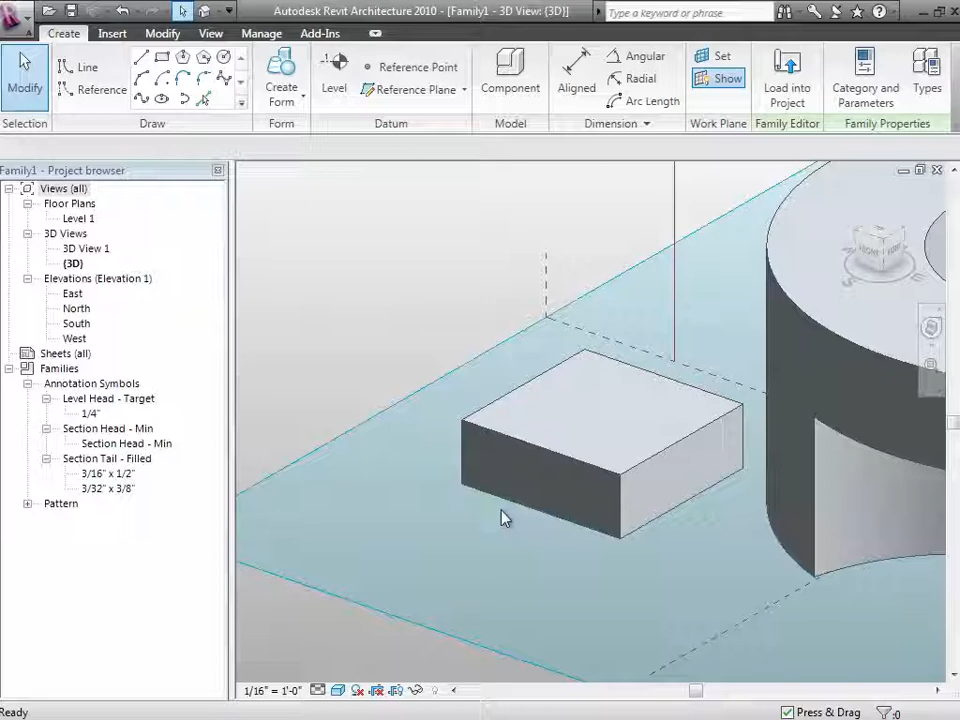 Autodesk Revit Architecture 2010 - [Family1 - 3D View: {3D}]
Type a keyword or phrase
Create Insert Modify View Manage Add-Ins
Modify
Line
Reference
Create Form
Level
Reference Point
Reference Plane
Component
Aligned
Angular
Radial
Arc Length
Set
Show
Load into Project
Category and Parameters
Types
Selection Draw Form Datum Model Dimension Work Plane Family Editor Family Properties
Family1 - Project browser
Views (all)
Floor Plans
Level 1
3D Views
3D View 1
{3D}
Elevations (Elevation 1)
East
North
South
West
Sheets (all)
Families
Annotation Symbols
Level Head - Target
1/4"
Section Head - Min
Section Head - Min
Section Tail - Filled
3/16" x 1/2"
3/32" x 3/8"
Pattern
FRONT
1/16" = 1'-0"
Ready
Press & Drag
:0